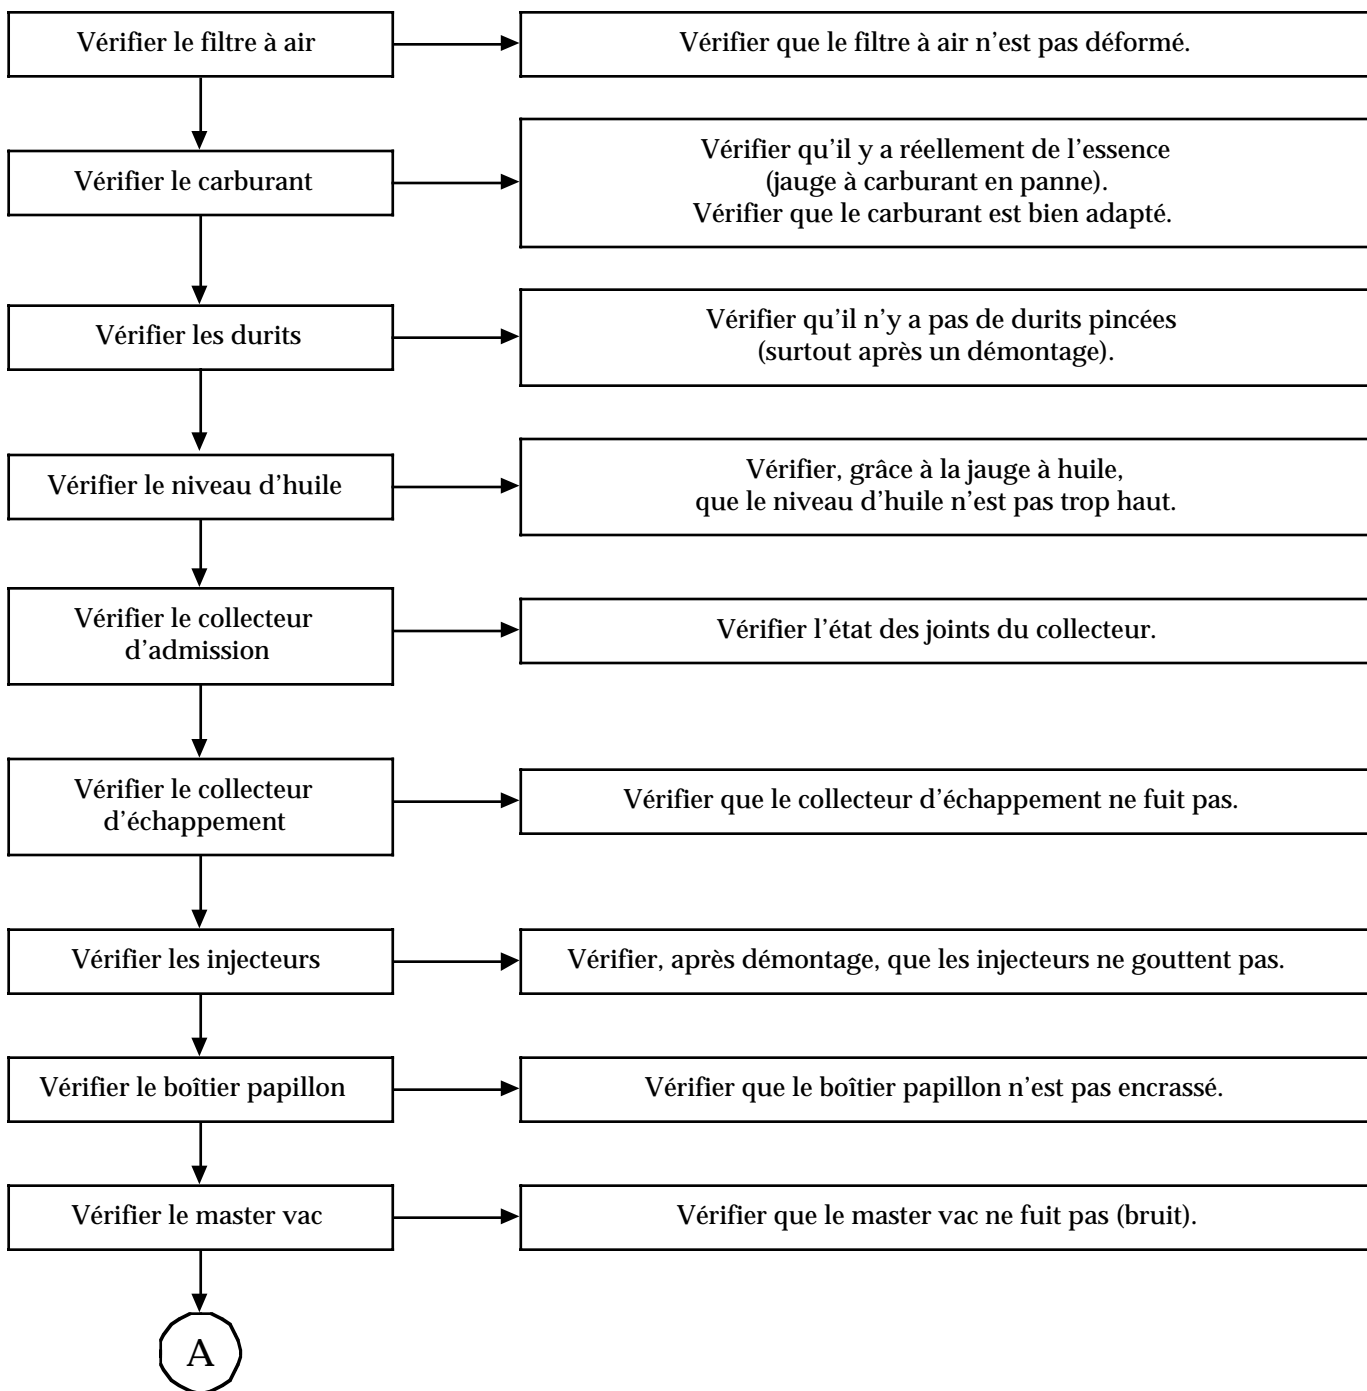 Vérifier le filtre à air
Vérifier que le filtre à air n’est pas déformé.
Vérifier le carburant
Vérifier qu’il y a réellement de l’essence
(jauge à carburant en panne).
Vérifier que le carburant est bien adapté.
Vérifier les durits
Vérifier qu’il n’y a pas de durits pincées
(surtout après un démontage).
Vérifier le niveau d’huile
Vérifier, grâce à la jauge à huile,
que le niveau d’huile n’est pas trop haut.
Vérifier le collecteur
d’admission
Vérifier l’état des joints du collecteur.
Vérifier le collecteur
d’échappement
Vérifier que le collecteur d’échappement ne fuit pas.
Vérifier les injecteurs
Vérifier, après démontage, que les injecteurs ne gouttent pas.
Vérifier le boîtier papillon
Vérifier que le boîtier papillon n’est pas encrassé.
Vérifier le master vac
Vérifier que le master vac ne fuit pas (bruit).
A